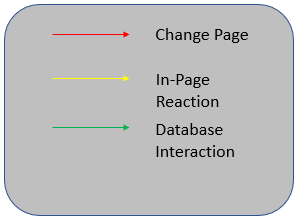 Change Page
In-Page
Reaction
Database
Interaction